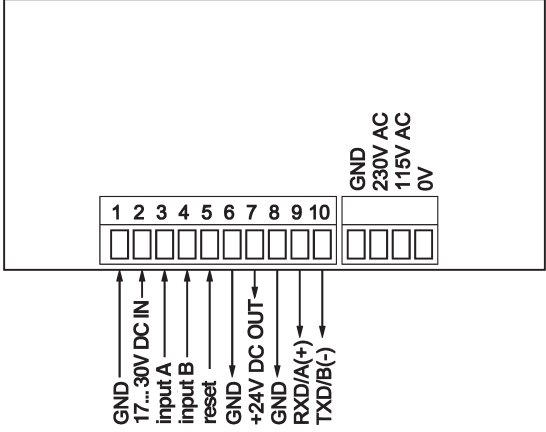 GND
230V AC
115V AC
0V
1 2 3 4 5 6 7 8 9 10
GND
17... 30V DC IN
input A
input B
reset
GND
+24V DC OUT
GND
RXD/A(+)
TXD/B(-)